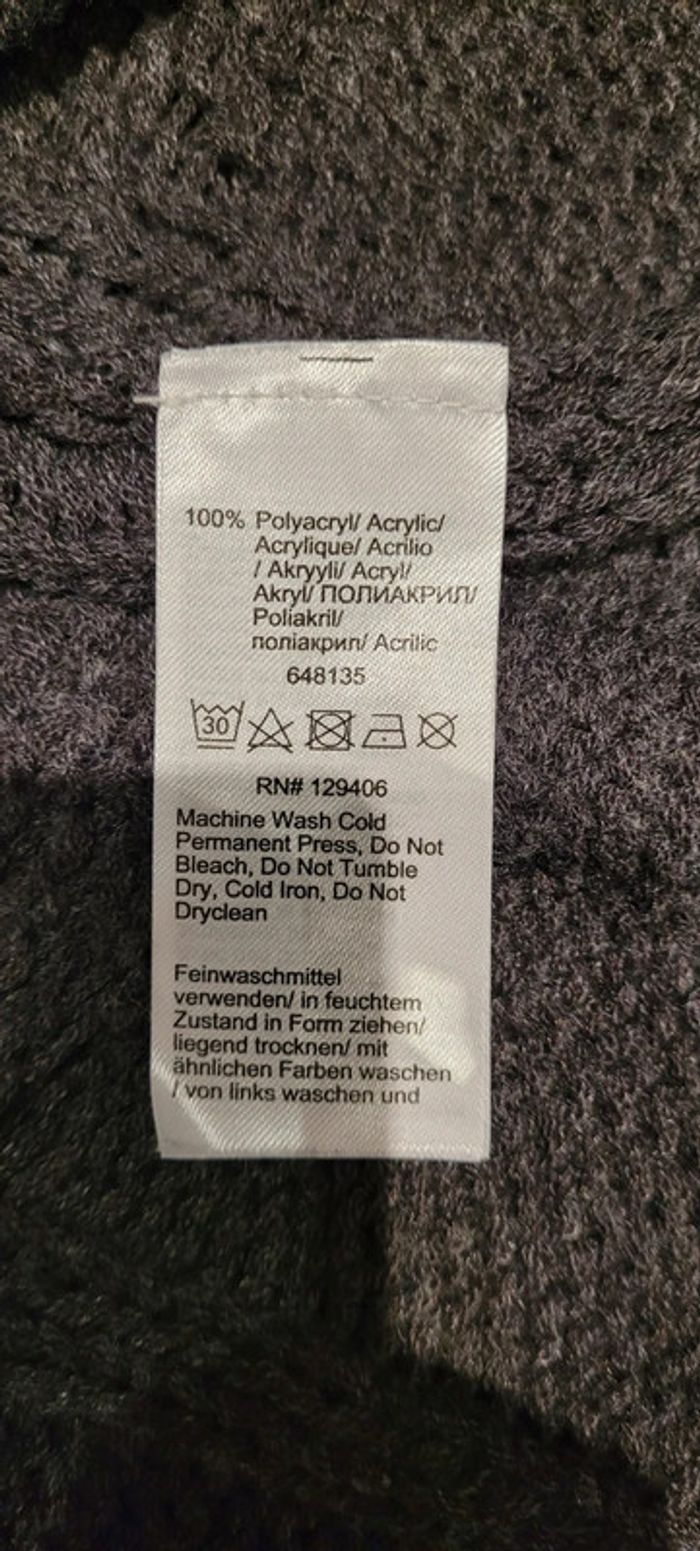 100% Polyacryl/ Acrylic/
Acrylique/ Acrilio
/ Akryyli/ Acryl/
Akryl/ ПОЛИАКРИЛ/
Poliakril/
поліакрил/ Acrilic
648135
30
RN# 129406
Machine Wash Cold
Permanent Press, Do Not
Bleach, Do Not Tumble
Dry, Cold Iron, Do Not
Dryclean
Feinwaschmittel
verwenden/ in feuchtem
Zustand in Form ziehen/
liegend trocknen/ mit
ähnlichen Farben waschen
/ von links waschen und